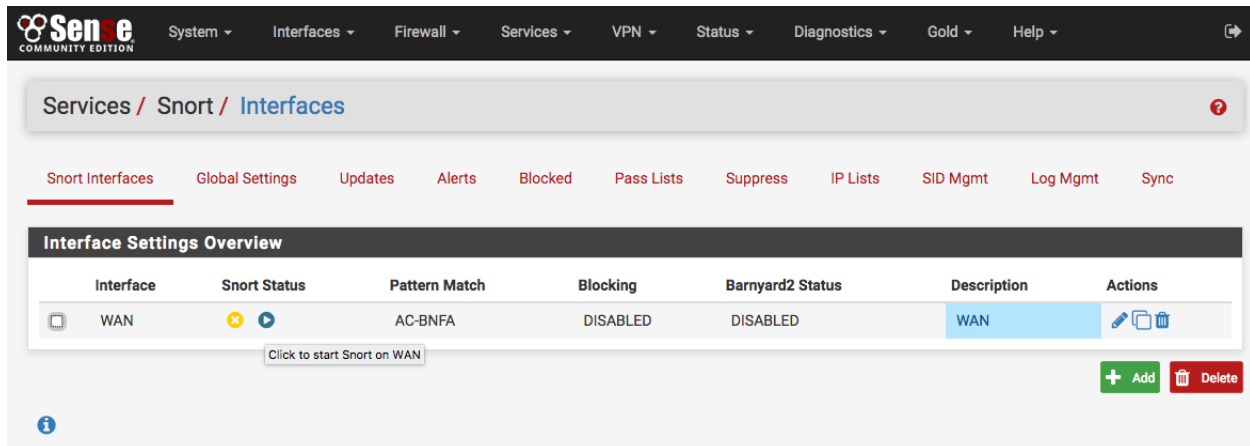 Sense
COMMUNITY EDITION
System Interfaces Firewall Services VPN Status Diagnostics Gold Help
Services / Snort / Interfaces
Snort Interfaces Global Settings Updates Alerts Blocked Pass Lists Suppress IP Lists SID Mgmt Log Mgmt Sync
Interface Settings Overview
Interface Snort Status Pattern Match Blocking Barnyard2 Status Description Actions
WAN AC-BNFA DISABLED DISABLED WAN
Click to start Snort on WAN
Add Delete